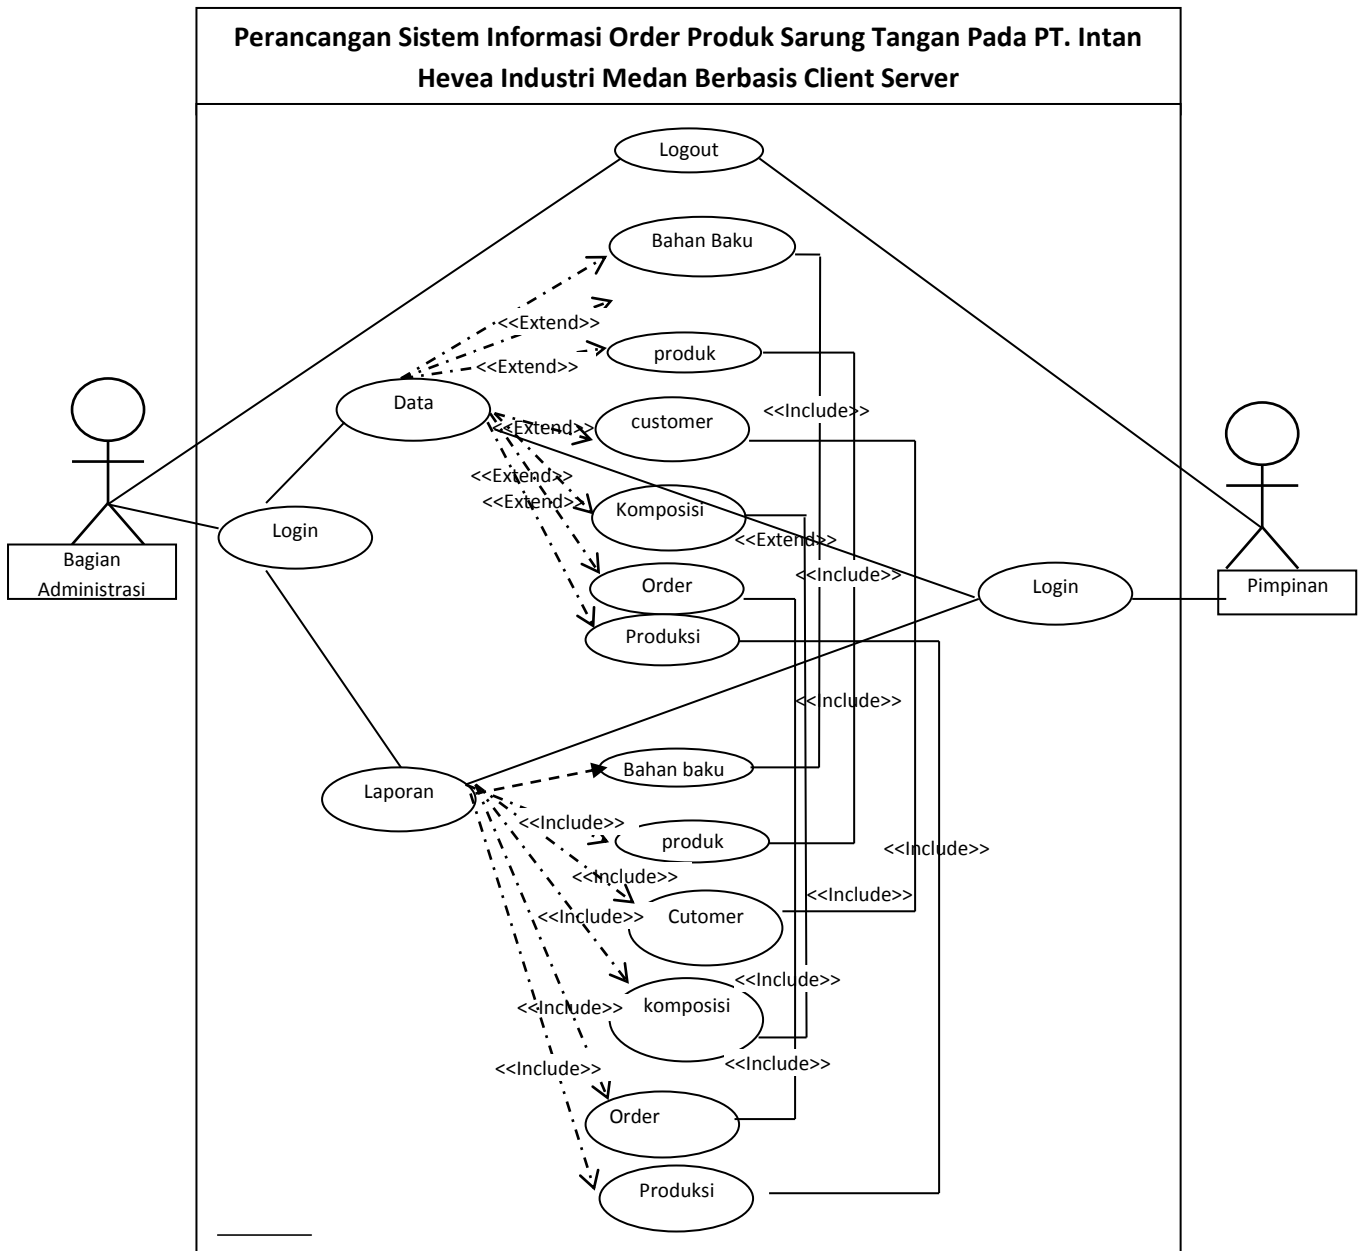 Perancangan Sistem Informasi Order Produk Sarung Tangan Pada PT. Intan
Hevea Industri Medan Berbasis Client Server
Logout
Bahan Baku
<<Extend>>
produk
<<Extend>>
Data
customer
<<Include>>
<<Extend>>
<<Extend>>
<<Extend>>
Komposisi
Login
<<Extend>>
Bagian
Administrasi
<<Include>>
Order
Login
Pimpinan
Produksi
<<Include>>
Bahan baku
Laporan
<<Include>>
produk
<<Include>>
<<Include>>
<<Include>>
<<Include>>
Cutomer
<<Include>>
komposisi
<<Include>>
<<Include>>
<<Include>>
Order
Produksi